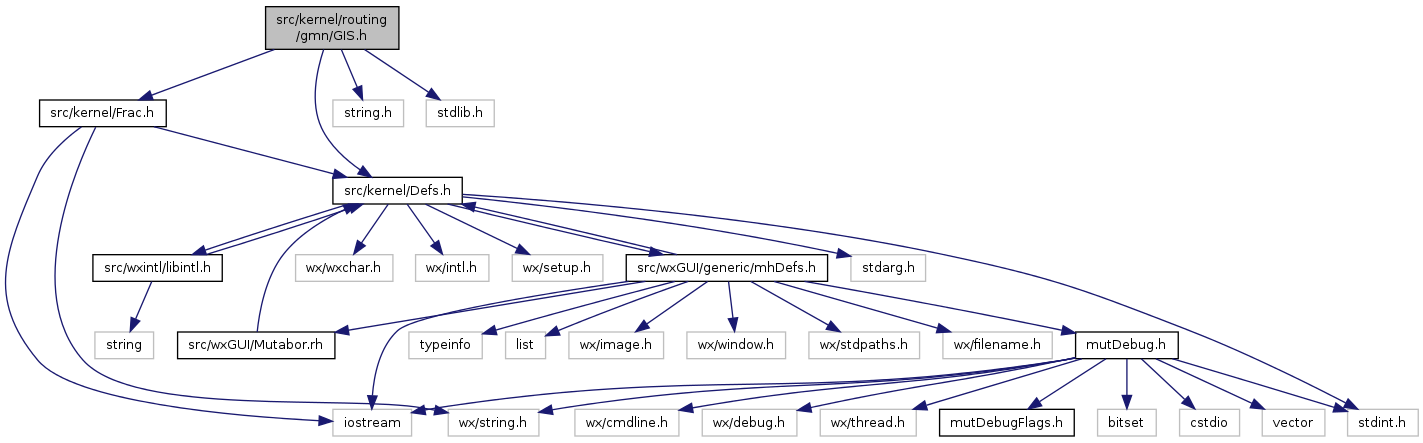 src/kernel/routing
/gmn/GIS.h
src/kernel/Frac.h
string.h
stdlib.h
src/kernel/Defs.h
src/wxintl/libintl.h
wx/wxchar.h
wx/intl.h
wx/setup.h
src/wxGUI/generic/mhDefs.h
stdarg.h
string
src/wxGUI/Mutabor.rh
typeinfo
list
wx/image.h
wx/window.h
wx/stdpaths.h
wx/filename.h
mutDebug.h
iostream
wx/string.h
wx/cmdline.h
wx/debug.h
wx/thread.h
mutDebugFlags.h
bitset
cstdio
vector
stdint.h